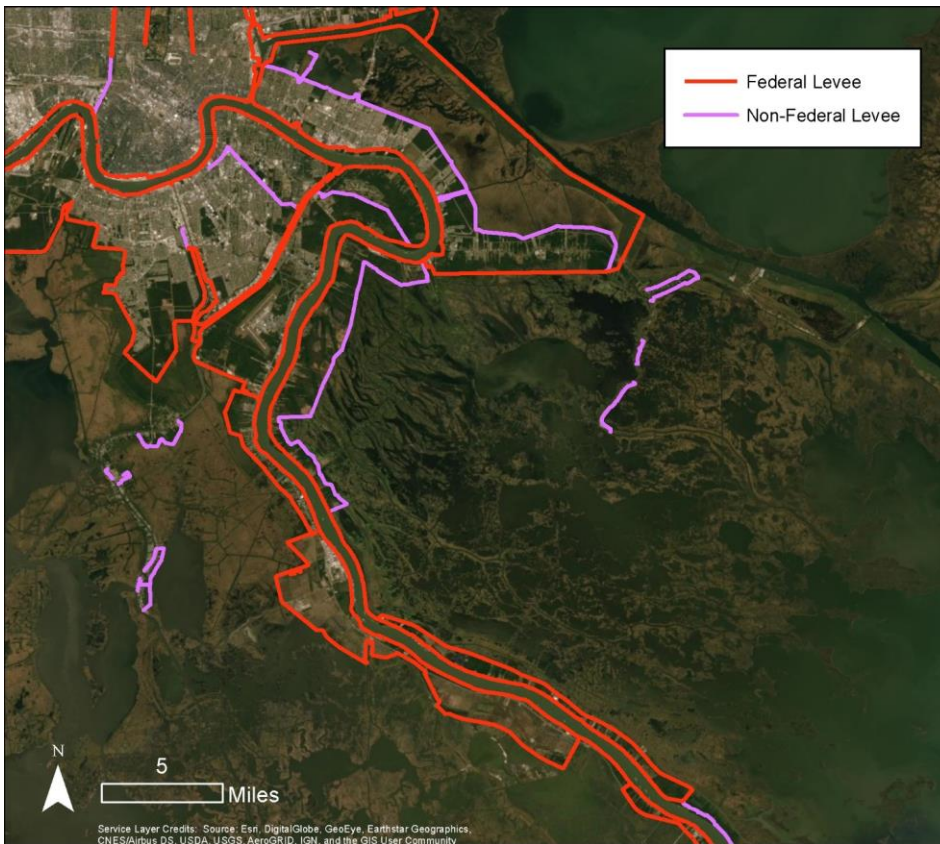 Federal Levee
Non-Federal Levee
N
5
Miles
Service Layer Credits: Source: Esri, DigitalGlobe, GeoEye, Earthstar Geographics,
CNES/Airbus DS, USDA, USGS, AeroGRID, IGN, and the GIS User Community